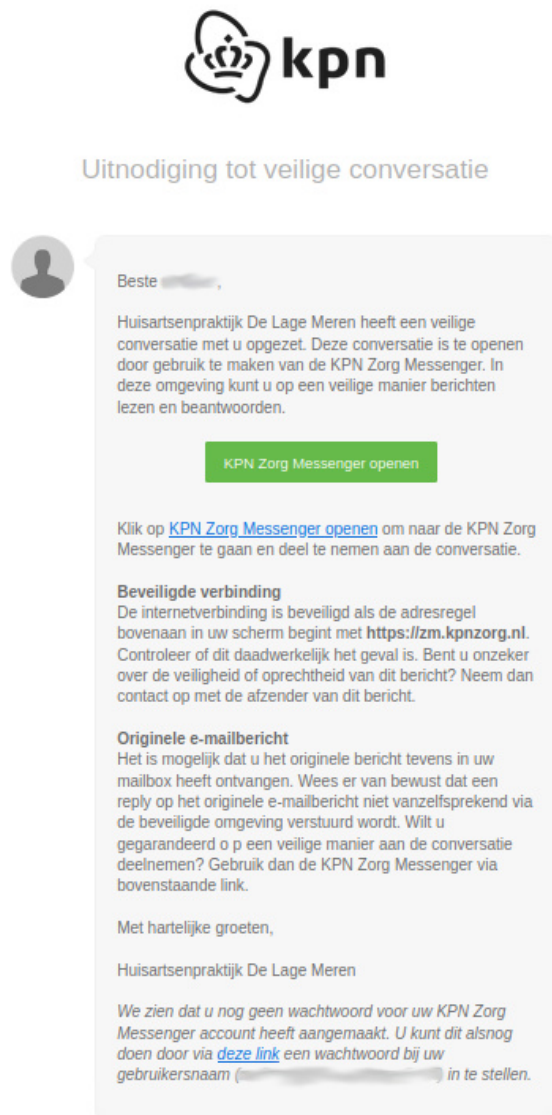 kpn
Uitnodiging tot veilige conversatie
Beste ,
Huisartsenpraktijk De Lage Meren heeft een veilige
conversatie met u opgezet. Deze conversatie is te openen
door gebruik te maken van de KPN Zorg Messenger. In
deze omgeving kunt u op een veilige manier berichten
lezen en beantwoorden.
KPN Zorg Messenger openen
Klik op KPN Zorg Messenger openen om naar de KPN Zorg
Messenger te gaan en deel te nemen aan de conversatie.
Beveiligde verbinding
De internetverbinding is beveiligd als de adresregel
bovenaan in uw scherm begint met https://zm.kpnzorg.nl.
Controleer of dit daadwerkelijk het geval is. Bent u onzeker
over de veiligheid of oprechtheid van dit bericht? Neem dan
contact op met de afzender van dit bericht.
Originele e-mailbericht
Het is mogelijk dat u het originele bericht tevens in uw
mailbox heeft ontvangen. Wees er van bewust dat een
reply op het originele e-mailbericht niet vanzelfsprekend via
de beveiligde omgeving verstuurd wordt. Wilt u
gegarandeerd o p een veilige manier aan de conversatie
deelnemen? Gebruik dan de KPN Zorg Messenger via
bovenstaande link.
Met hartelijke groeten,
Huisartsenpraktijk De Lage Meren
We zien dat u nog geen wachtwoord voor uw KPN Zorg
Messenger account heeft aangemaakt. U kunt dit alsnog
doen door via deze link een wachtwoord bij uw
gebruikersnaam () in te stellen.